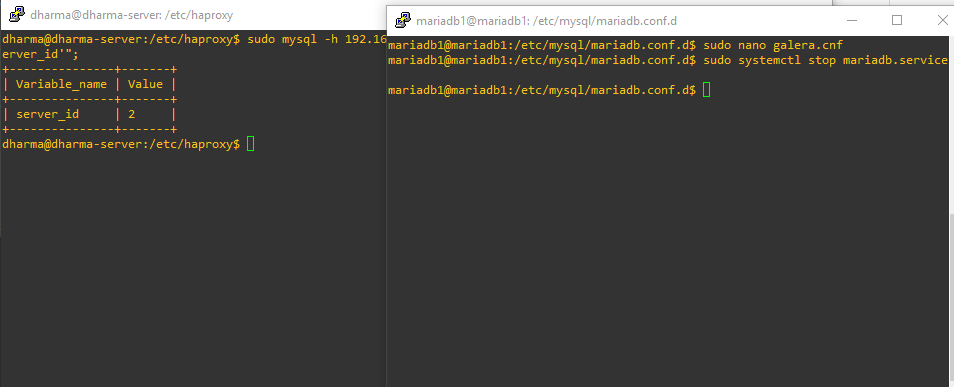 dharma@dharma-server: /etc/haproxy
dharma@dharma-server:/etc/haproxy$ sudo mysql -h 192.16
erver_id'";
+---------------+-------+
| Variable_name | Value |
+---------------+-------+
| server_id     | 2     |
+---------------+-------+
dharma@dharma-server:/etc/haproxy$
mariadb1@mariadb1: /etc/mysql/mariadb.conf.d
mariadb1@mariadb1:/etc/mysql/mariadb.conf.d$ sudo nano galera.cnf
mariadb1@mariadb1:/etc/mysql/mariadb.conf.d$ sudo systemctl stop mariadb.service
mariadb1@mariadb1:/etc/mysql/mariadb.conf.d$